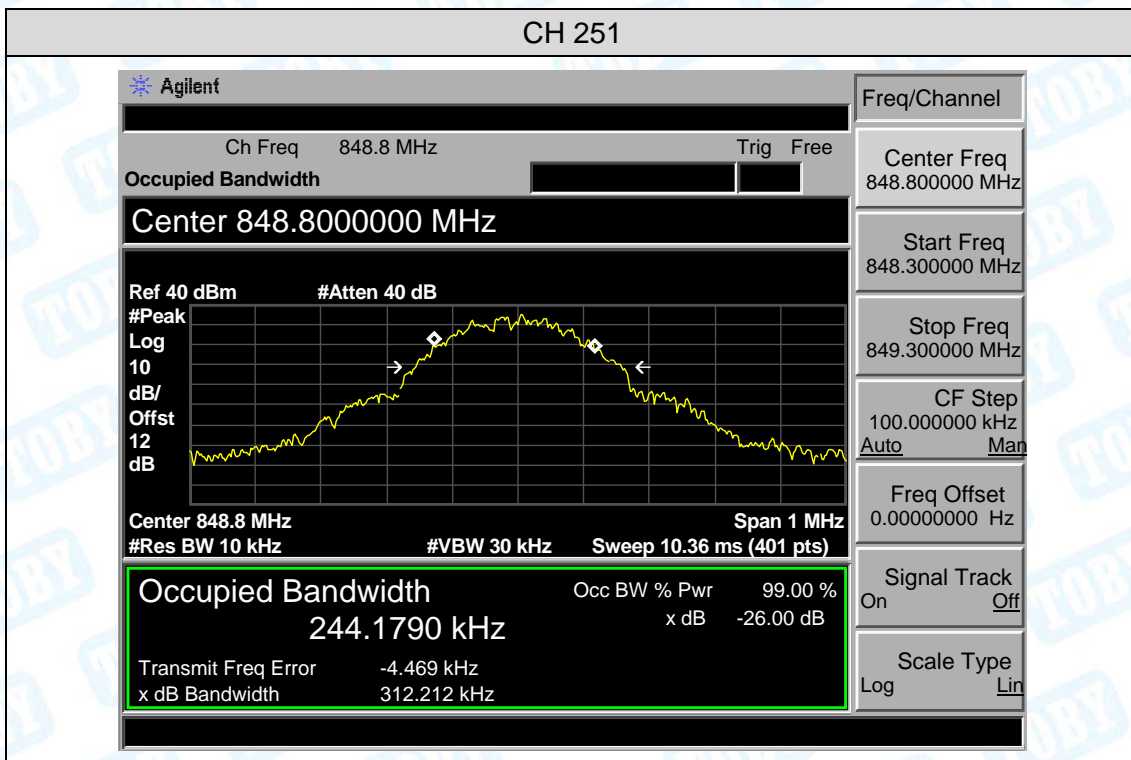 CH 251
Agilent
Freq/Channel
Ch Freq 848.8 MHz Trig Free
Occupied Bandwidth
Center 848.8000000 MHz
Ref 40 dBm #Atten 40 dB
#Peak
Log
10
dB/
Offst
12
dB
Center 848.8 MHz Span 1 MHz
#Res BW 10 kHz #VBW 30 kHz Sweep 10.36 ms (401 pts)
Occupied Bandwidth
244.1790 kHz
Occ BW % Pwr 99.00 %
x dB -26.00 dB
Transmit Freq Error -4.469 kHz
x dB Bandwidth 312.212 kHz
Center Freq
848.800000 MHz
Start Freq
848.300000 MHz
Stop Freq
849.300000 MHz
CF Step
100.000000 kHz
Auto Man
Freq Offset
0.00000000 Hz
Signal Track
On Off
Scale Type
Log Lin
TOBY